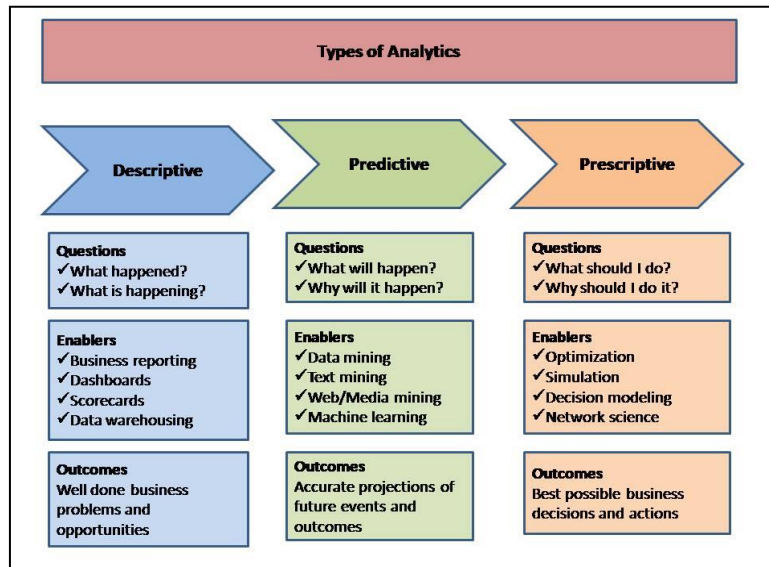 Types of Analytics
Descriptive
Predictive
Prescriptive
Questions
✓What happened?
✓What is happening?
Questions
✓What will happen?
✓Why will it happen?
Questions
✓What should I do?
✓Why should I do it?
Enablers
✓Business reporting
✓Dashboards
✓Scorecards
✓Data warehousing
Enablers
✓Data mining
✓Text mining
✓Web/Media mining
✓Machine learning
Enablers
✓Optimization
✓Simulation
✓Decision modeling
✓Network science
Outcomes
Well done business
problems and
opportunities
Outcomes
Accurate projections of
future events and
outcomes
Outcomes
Best possible business
decisions and actions